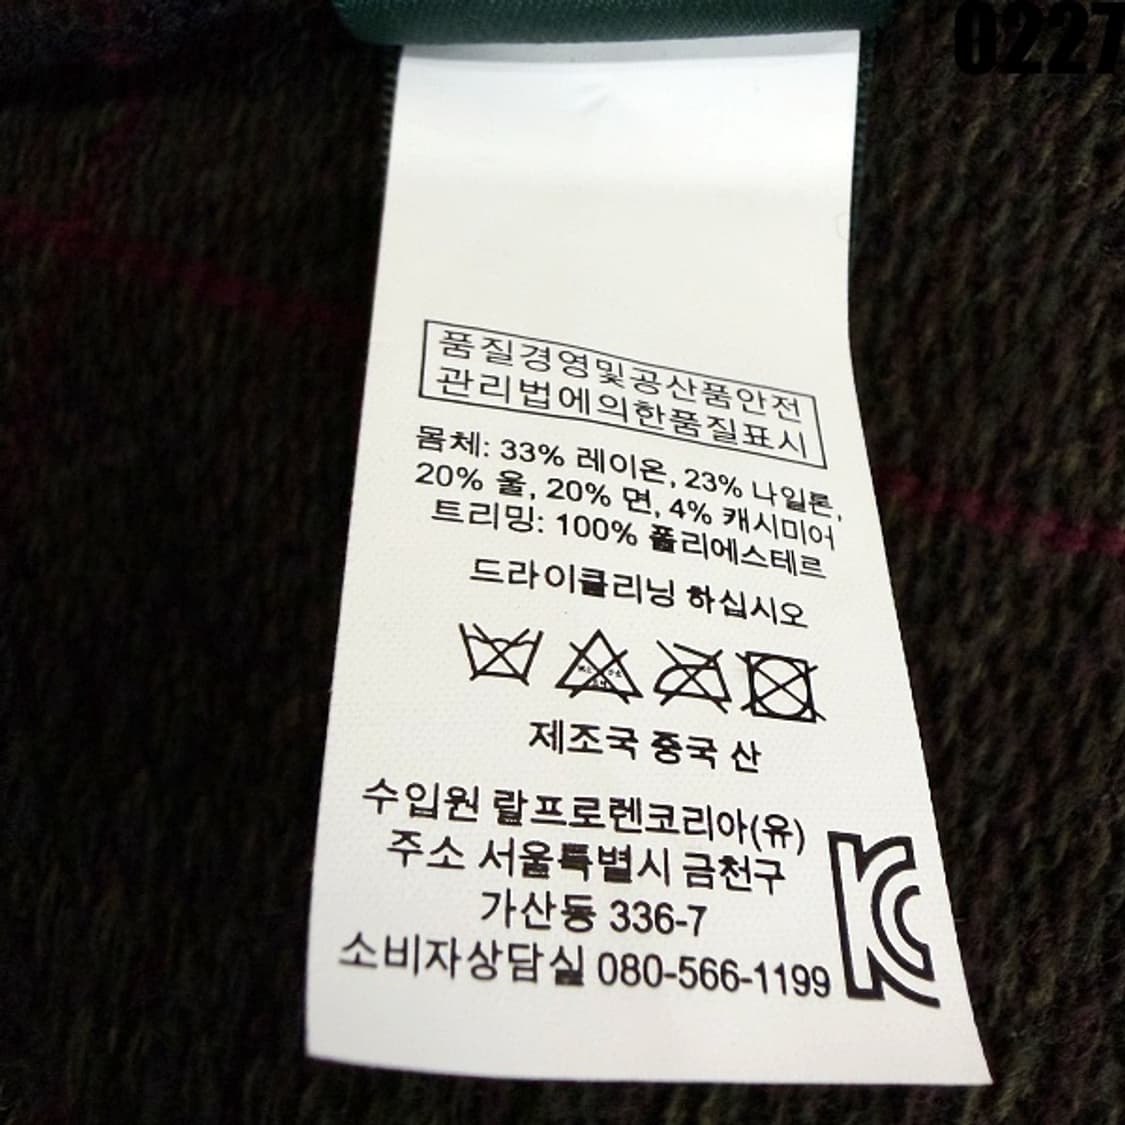 0227
품질경영및공산품안전
관리법에의한품질표시
몸체: 33% 레이온, 23% 나일론,
20% 울, 20% 면, 4% 캐시미어
트리밍: 100% 폴리에스테르
드라이클리닝 하십시오
제조국 중국 산
수입원 랄프로렌코리아(유)
주소 서울특별시 금천구
가산동 336-7
소비자상담실 080-566-1199